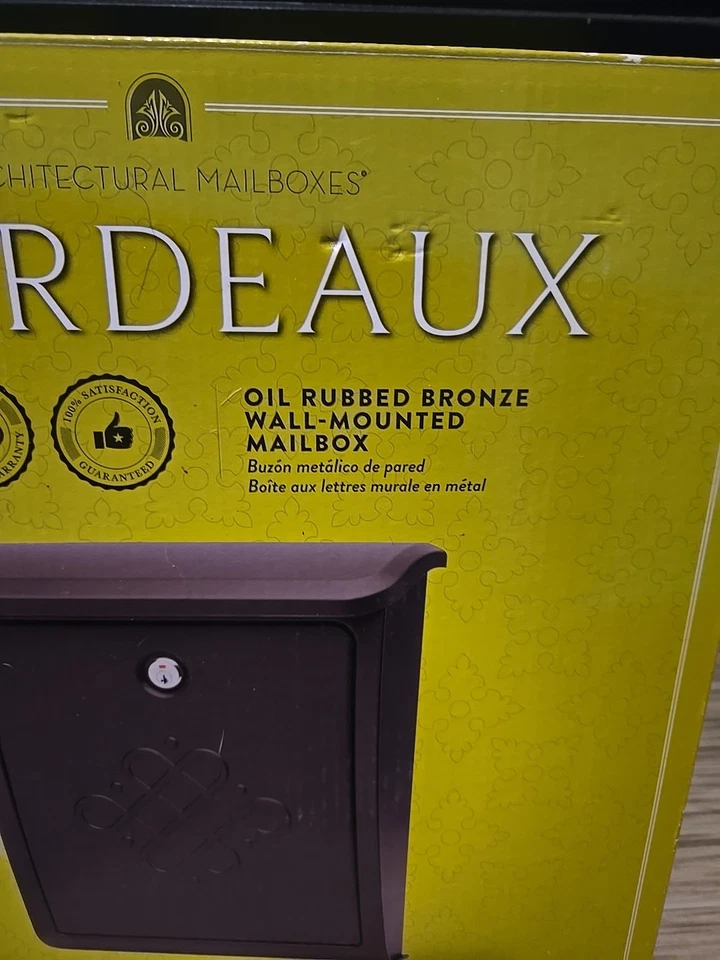 CHITECTURAL MAILBOXES®
RDEAUX
100% SATISFACTION
GUARANTEED
ARRANTY
OIL RUBBED BRONZE
WALL-MOUNTED
MAILBOX
Buzón metálico de pared
Boîte aux lettres murale en métal